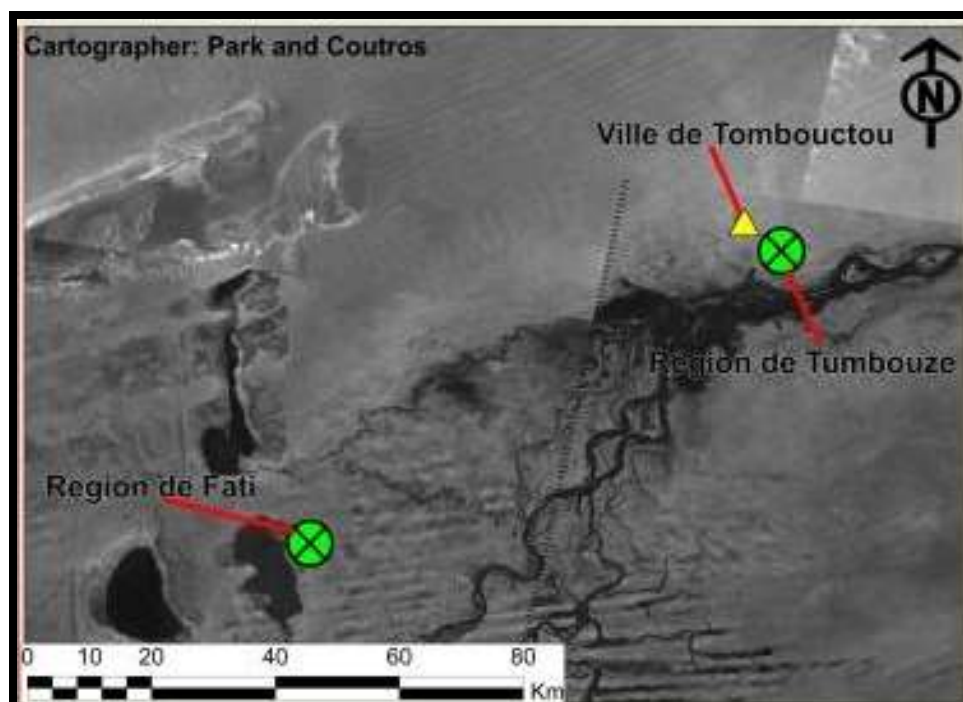 Cartographer: Park and Coutros
N
Ville de Tombouctou
Region de Tumbouze
Region de Fati
0 10 20 40 60 80
Km